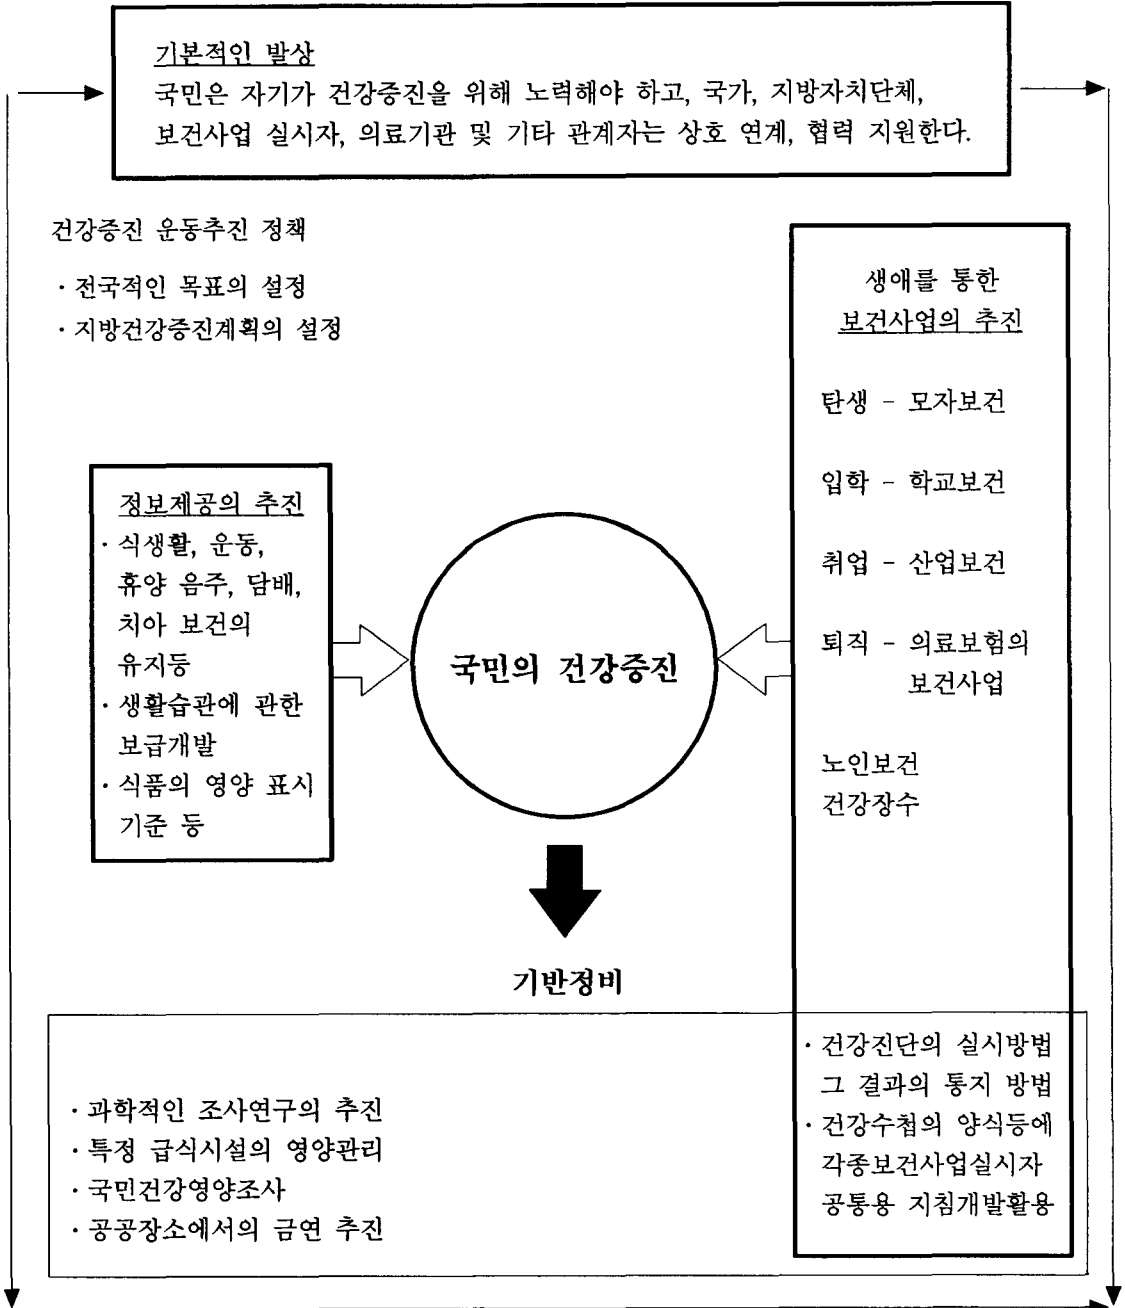 기본적인 발상
국민은 자기가 건강증진을 위해 노력해야 하고, 국가, 지방자치단체,
보건사업 실시자, 의료기관 및 기타 관계자는 상호 연계, 협력 지원한다.
건강증진 운동추진 정책
· 전국적인 목표의 설정
· 지방건강증진계획의 설정
정보제공의 추진
· 식생활, 운동,
휴양 음주, 담배,
치아 보건의
유지등
· 생활습관에 관한
보급개발
· 식품의 영양 표시
기준 등
국민의 건강증진
생애를 통한
보건사업의 추진
탄생 - 모자보건
입학 - 학교보건
취업 - 산업보건
퇴직 - 의료보험의
보건사업
노인보건
건강장수
기반정비
· 과학적인 조사연구의 추진
· 특정 급식시설의 영양관리
· 국민건강영양조사
· 공공장소에서의 금연 추진
· 건강진단의 실시방법
그 결과의 통지 방법
· 건강수첩의 양식등에
각종보건사업실시자
공통용 지침개발활용